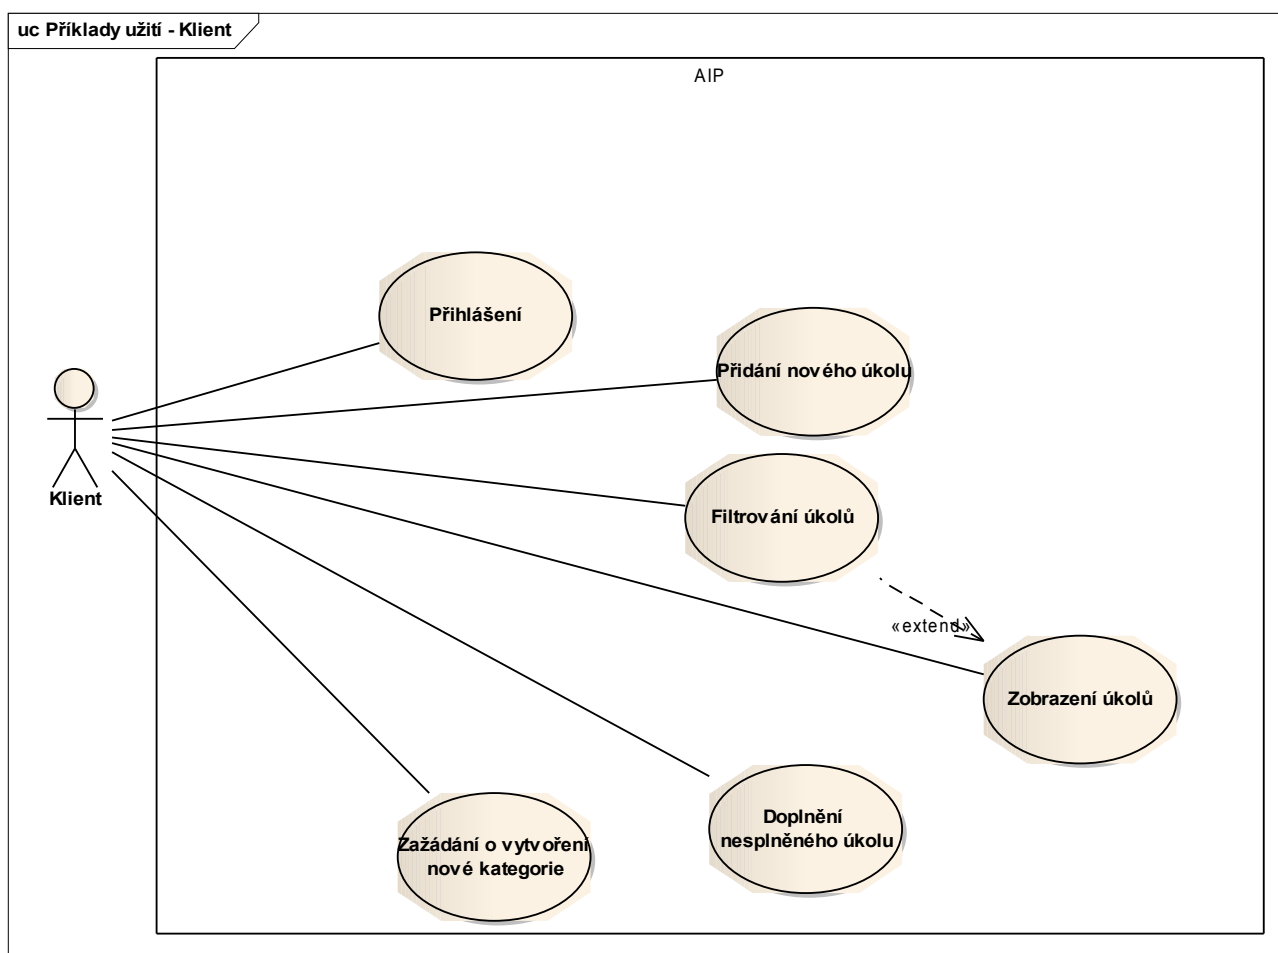 uc Příklady užití - Klient
AIP
Přihlášení
Přidání nového úkolu
Klient
Filtrování úkolů
«extend»
Zobrazení úkolů
Doplnění
nesplněného úkolu
Zažádání o vytvoření
nové kategorie